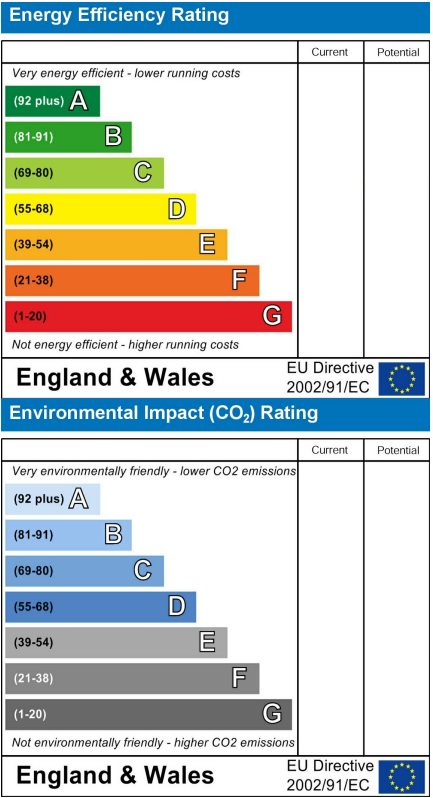 Energy Efficiency Rating
Current Potential
Very energy efficient - lower running costs
(92 plus) A
(81-91) B
(69-80) C
(55-68) D
(39-54) E
(21-38) F
(1-20) G
Not energy efficient - higher running costs
England & Wales
EU Directive
2002/91/EC
Environmental Impact (CO₂) Rating
Current Potential
Very environmentally friendly - lower CO2 emissions
(92 plus) A
(81-91) B
(69-80) C
(55-68) D
(39-54) E
(21-38) F
(1-20) G
Not environmentally friendly - higher CO2 emissions
England & Wales
EU Directive
2002/91/EC